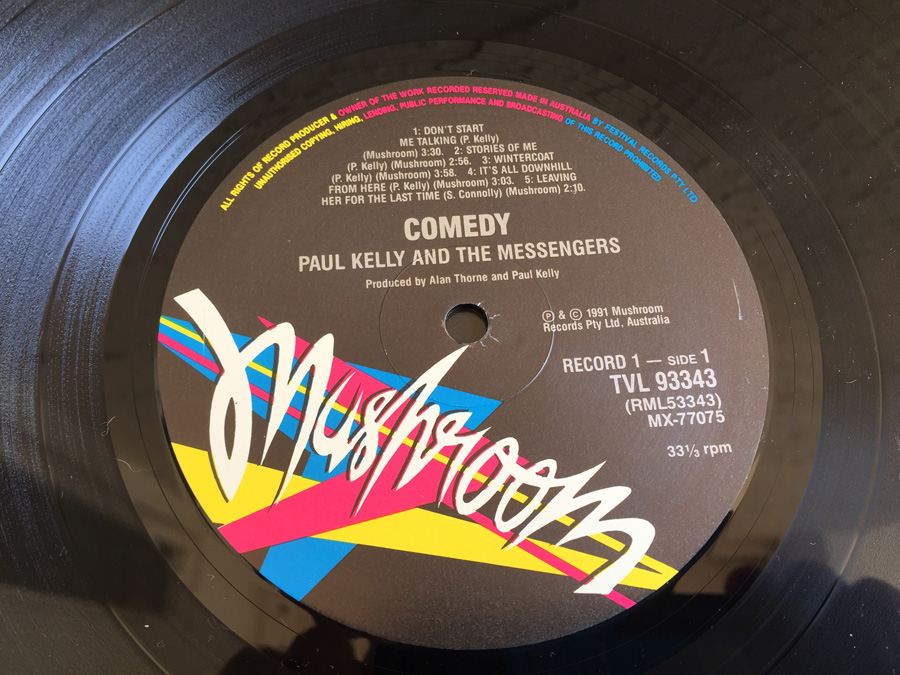 ALL RIGHTS OF RECORD PRODUCER & OWNER OF THE WORK RECORDED RESERVED MADE IN AUSTRALIA BY FESTIVAL RECORDS PTY LTD
UNAUTHORISED COPYING, HIRING, LENDING, PUBLIC PERFORMANCE AND BROADCASTING OF THIS RECORD PROHIBITED
1: DON'T START
ME TALKING (P. Kelly)
(Mushroom) 3:30. 2: STORIES OF ME
(P. Kelly) (Mushroom) 2:56. 3: WINTERCOAT
(P. Kelly) (Mushroom) 3:58. 4: IT'S ALL DOWNHILL
FROM HERE (P. Kelly) (Mushroom) 3:03. 5: LEAVING
HER FOR THE LAST TIME (S. Connolly) (Mushroom) 2:10.
COMEDY
PAUL KELLY AND THE MESSENGERS
Produced by Alan Thorne and Paul Kelly
Ⓟ & © 1991 Mushroom
Records Pty Ltd, Australia
RECORD 1 — SIDE 1
TVL 93343
(RML53343)
MX-77075
33⅓ rpm
Mushroom